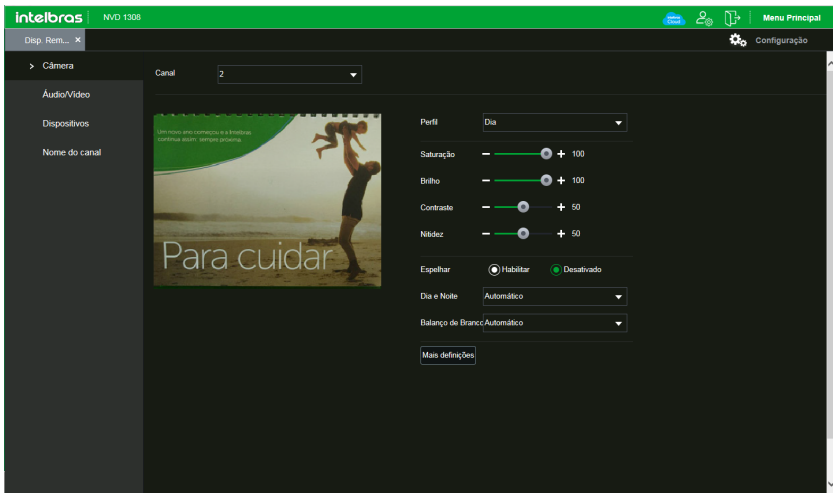 intelbras NVD 1308
Intelbras Cloud
Menu Principal
Disp. Rem... ×
Configuração
> Câmera
Áudio/Vídeo
Dispositivos
Nome do canal
Canal 2
Um novo ano começou e a Intelbras
continua assim: sempre próxima.
Para cuidar
Perfil Dia
Saturação 100
Brilho 100
Contraste 50
Nitidez 50
Espelhar Habilitar Desativado
Dia e Noite Automático
Balanço de Branco Automático
Mais definições